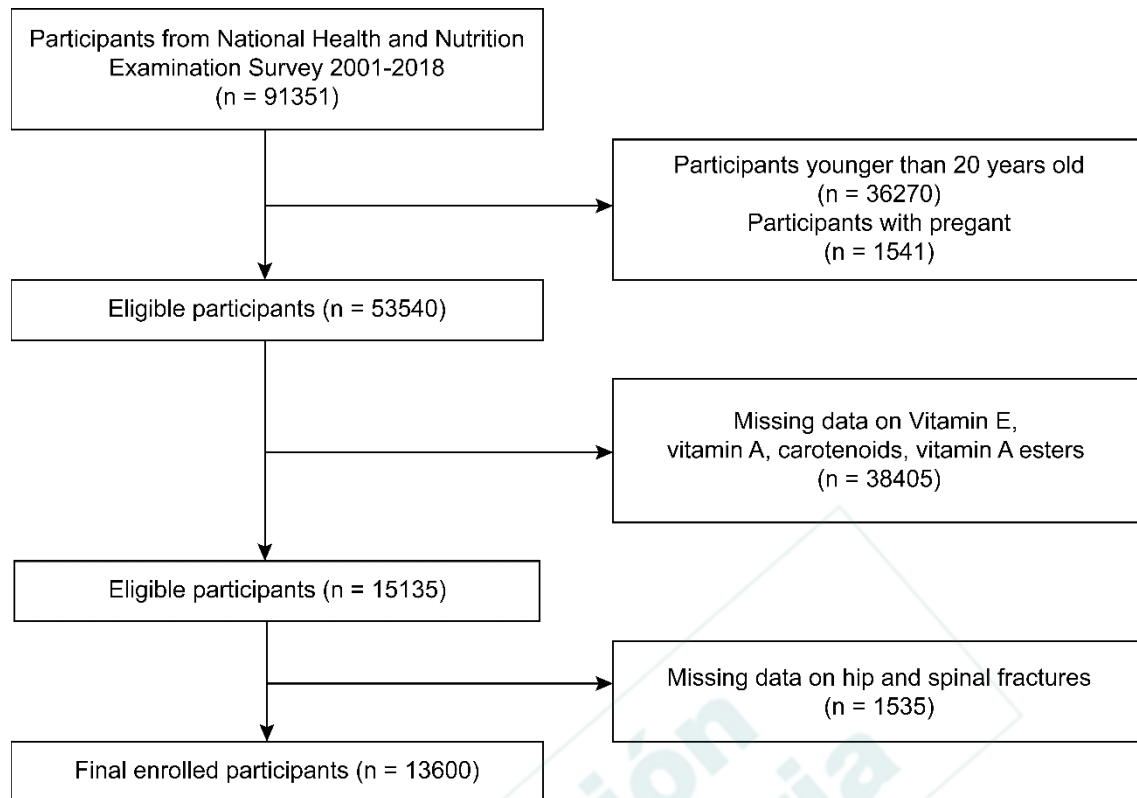 Participants from National Health and Nutrition
Examination Survey 2001-2018
(n = 91351)
Participants younger than 20 years old
(n = 36270)
Participants with pregant
(n = 1541)
Eligible participants (n = 53540)
Missing data on Vitamin E,
vitamin A, carotenoids, vitamin A esters
(n = 38405)
Eligible participants (n = 15135)
Missing data on hip and spinal fractures
(n = 1535)
Final enrolled participants (n = 13600)